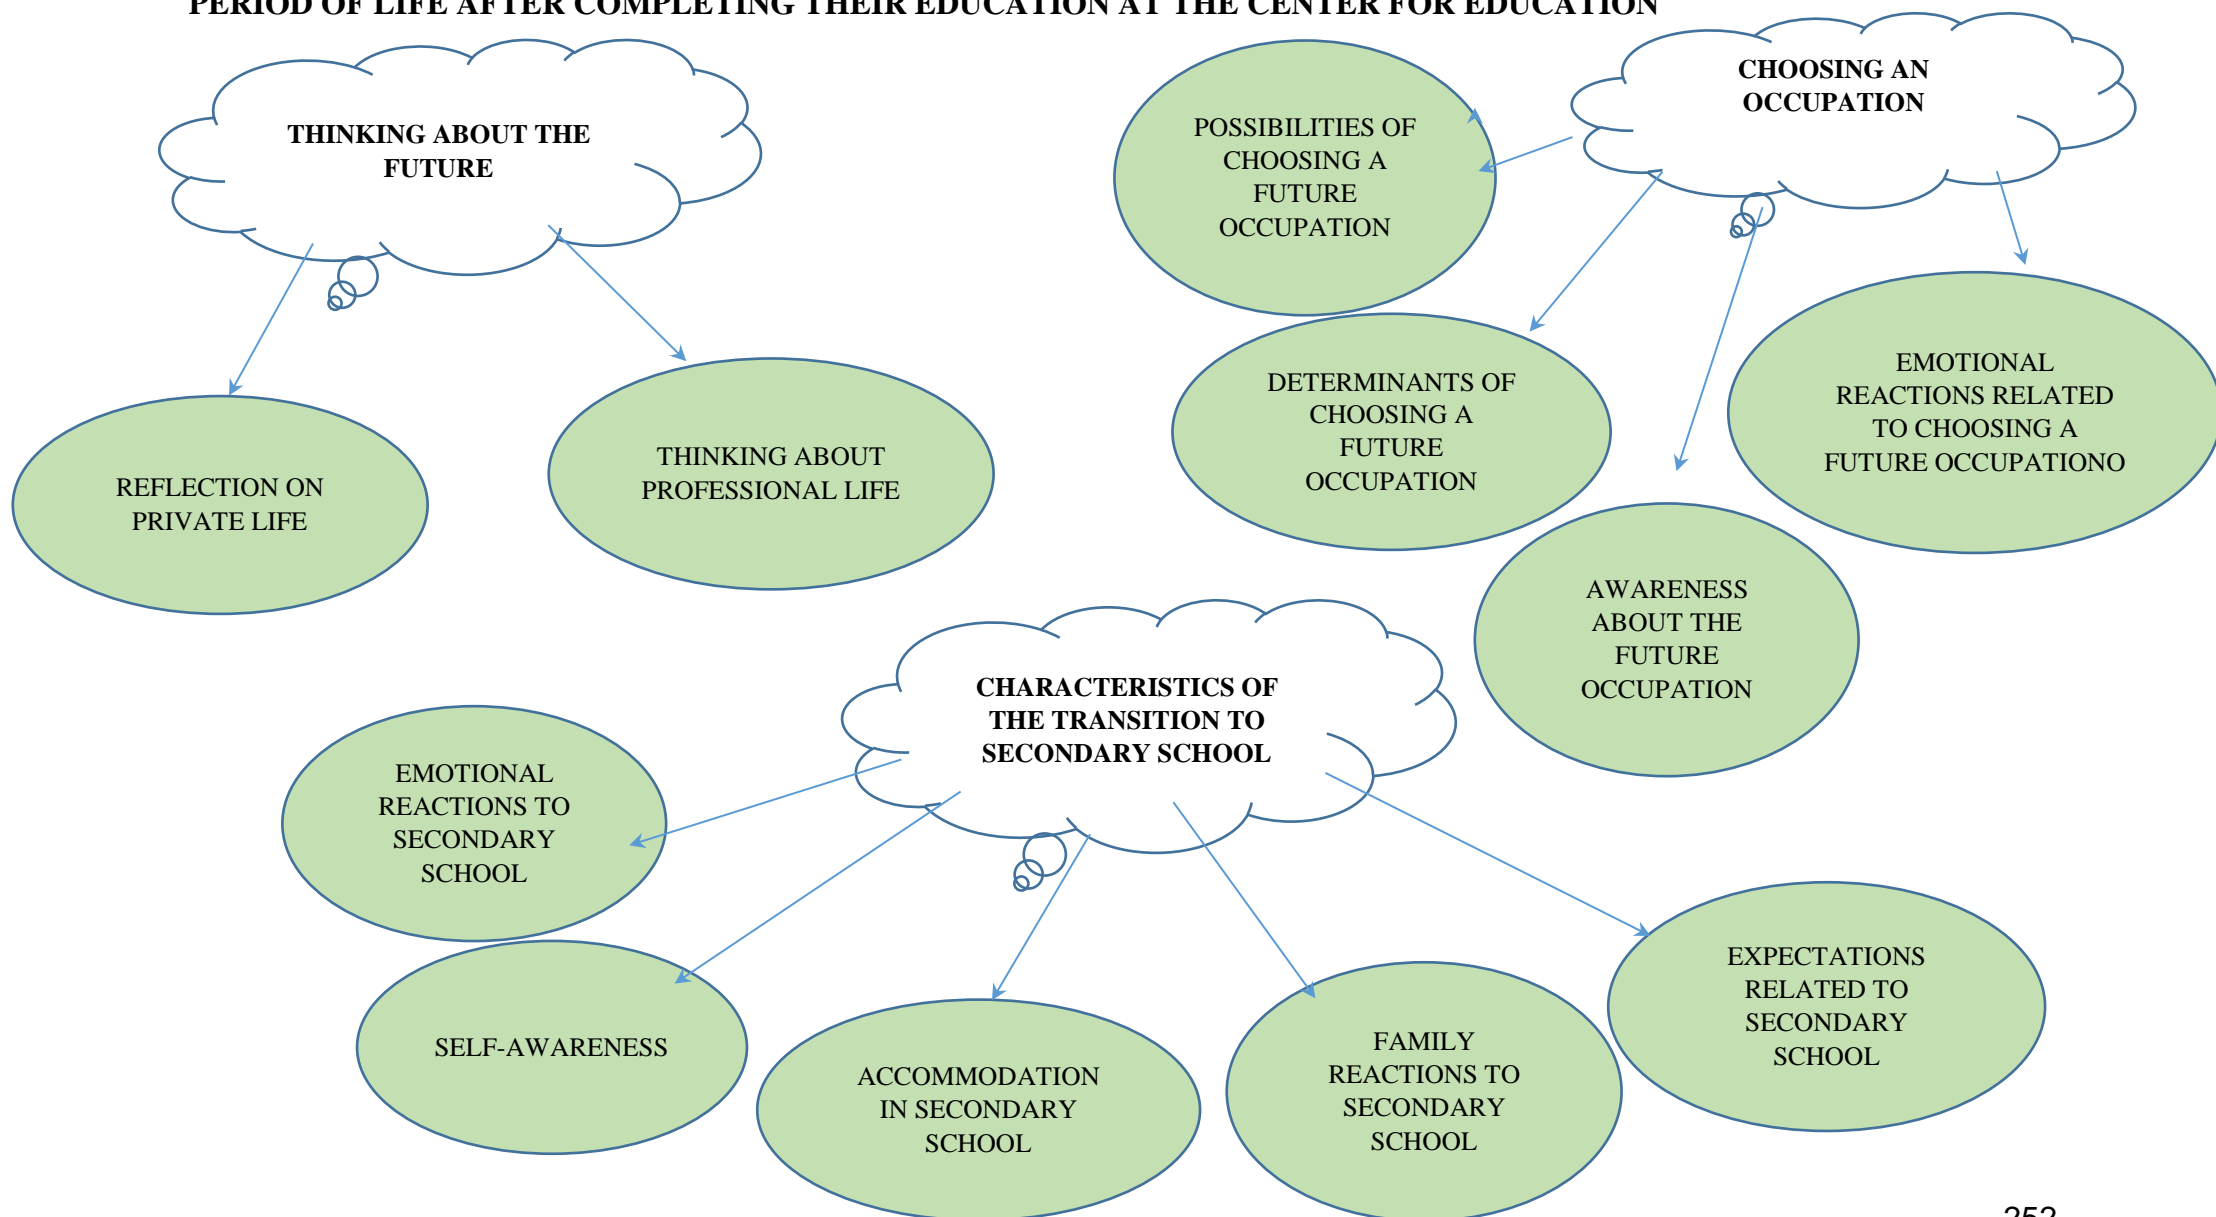 PERIOD OF LIFE AFTER COMPLETING THEIR EDUCATION AT THE CENTER FOR EDUCATION
THINKING ABOUT THE
FUTURE
CHOOSING AN
OCCUPATION
POSSIBILITIES OF
CHOOSING A
FUTURE
OCCUPATION
DETERMINANTS OF
CHOOSING A
FUTURE
OCCUPATION
EMOTIONAL
REACTIONS RELATED
TO CHOOSING A
FUTURE OCCUPATIONO
REFLECTION ON
PRIVATE LIFE
THINKING ABOUT
PROFESSIONAL LIFE
AWARENESS
ABOUT THE
FUTURE
OCCUPATION
CHARACTERISTICS OF
THE TRANSITION TO
SECONDARY SCHOOL
EMOTIONAL
REACTIONS TO
SECONDARY
SCHOOL
SELF-AWARENESS
ACCOMMODATION
IN SECONDARY
SCHOOL
FAMILY
REACTIONS TO
SECONDARY
SCHOOL
EXPECTATIONS
RELATED TO
SECONDARY
SCHOOL
252